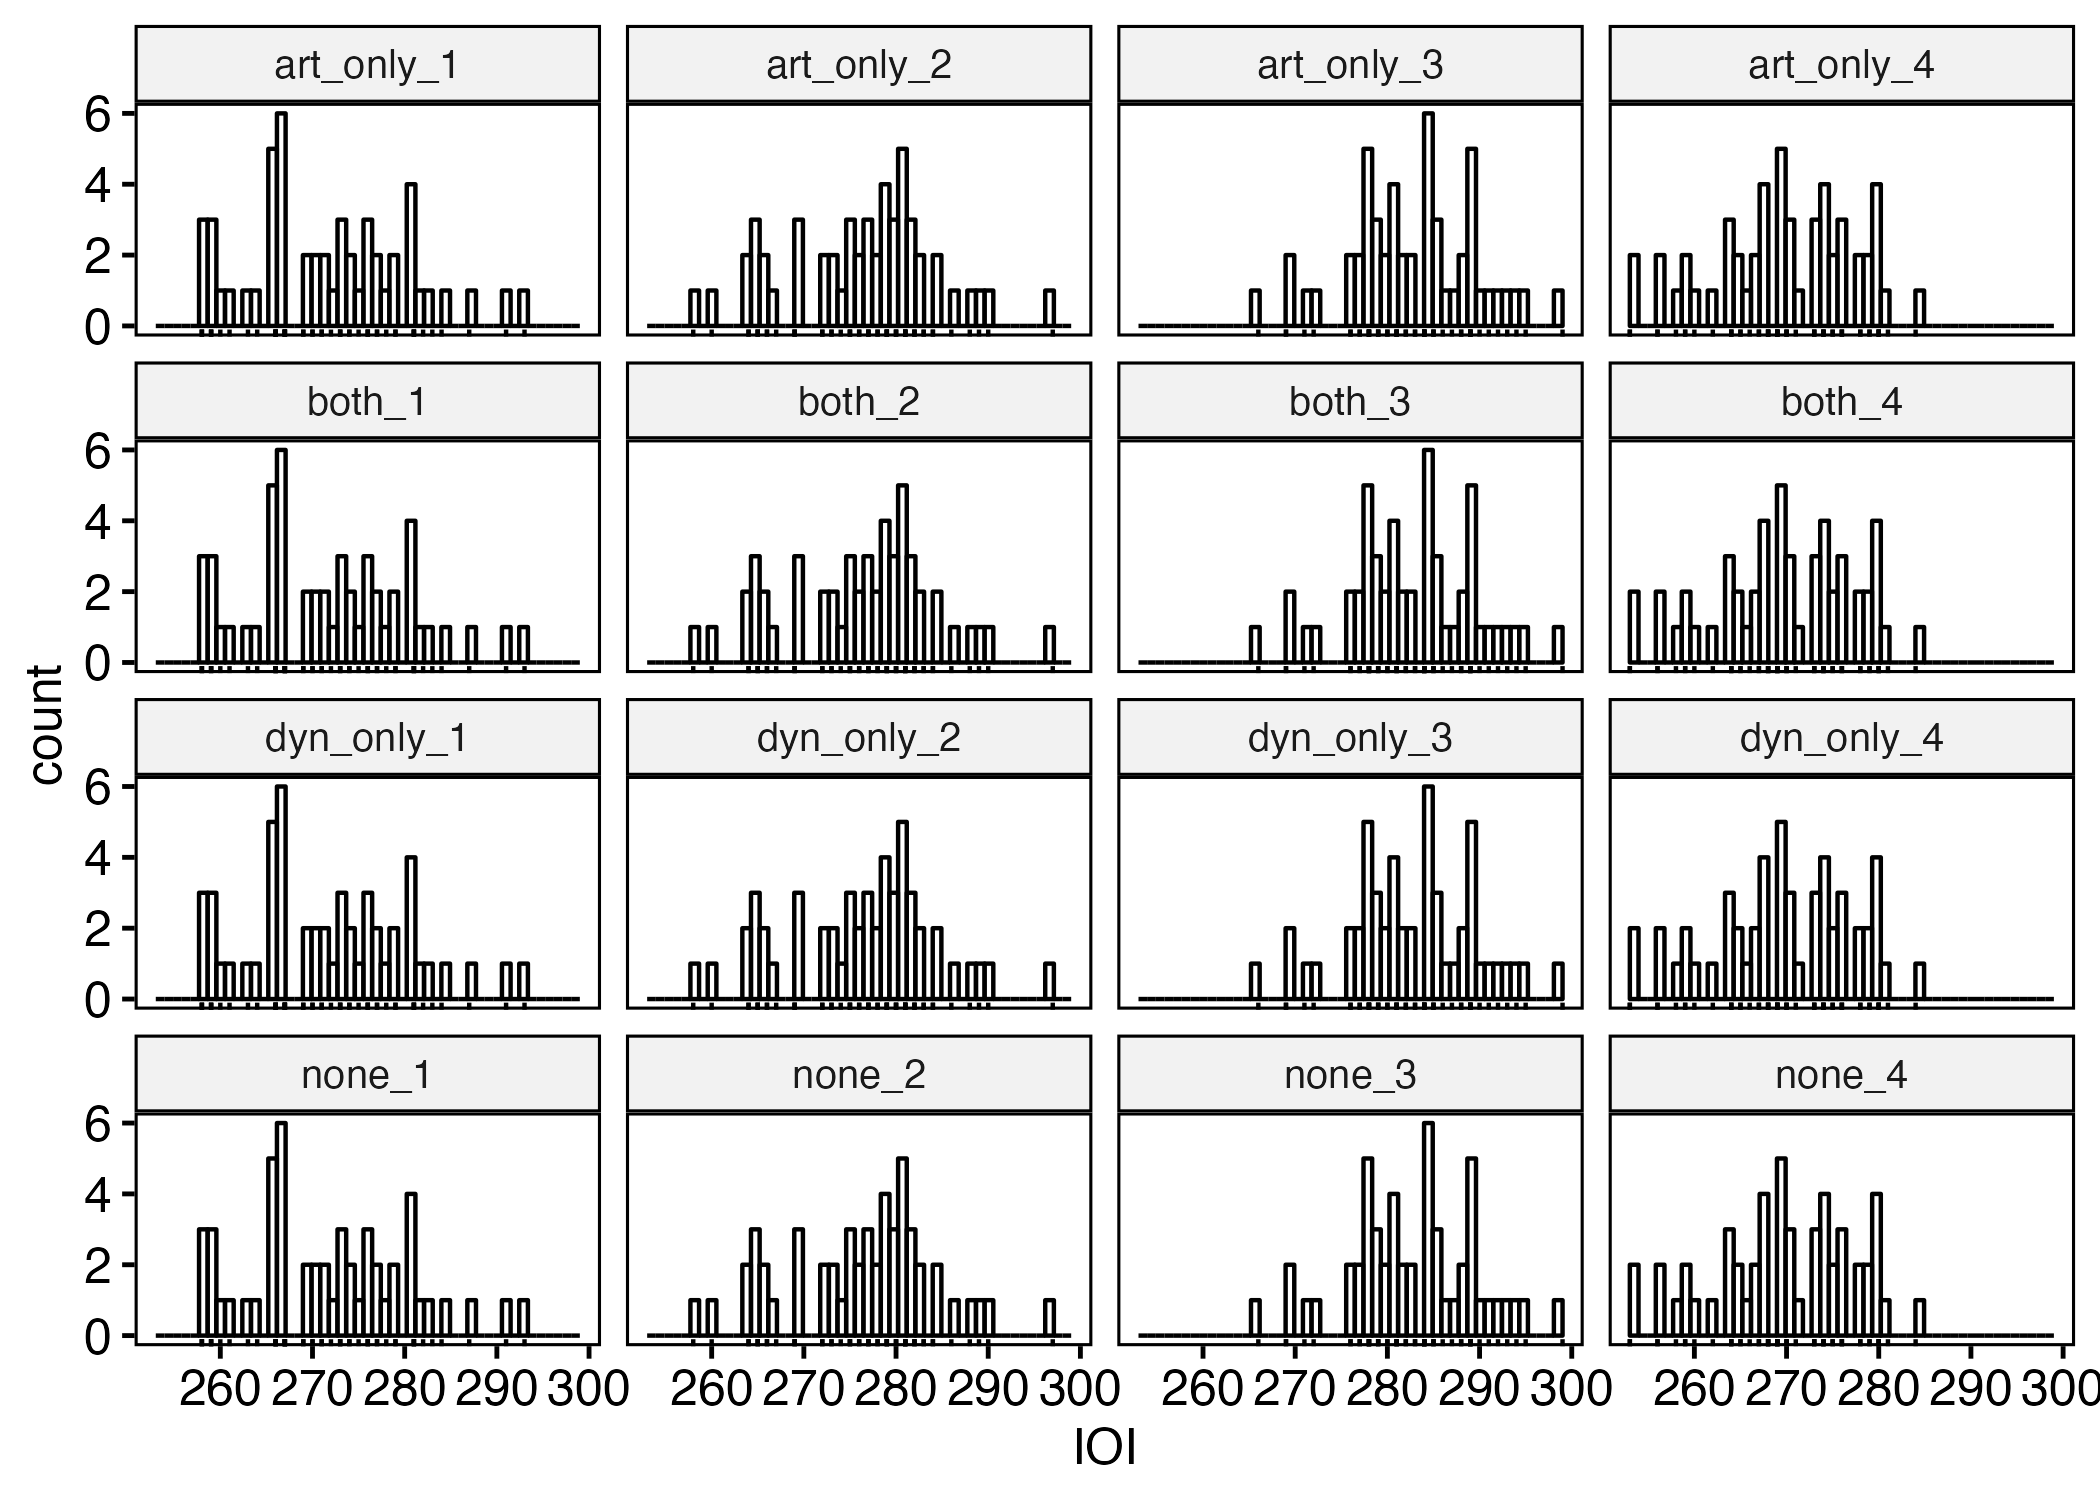 art_only_1 art_only_2 art_only_3 art_only_4
6
4
2
0
both_1 both_2 both_3 both_4
6
4
2
0
count
dyn_only_1 dyn_only_2 dyn_only_3 dyn_only_4
6
4
2
0
none_1 none_2 none_3 none_4
6
4
2
0
260 270 280 290 300 260 270 280 290 300 260 270 280 290 300 260 270 280 290 300
IOI